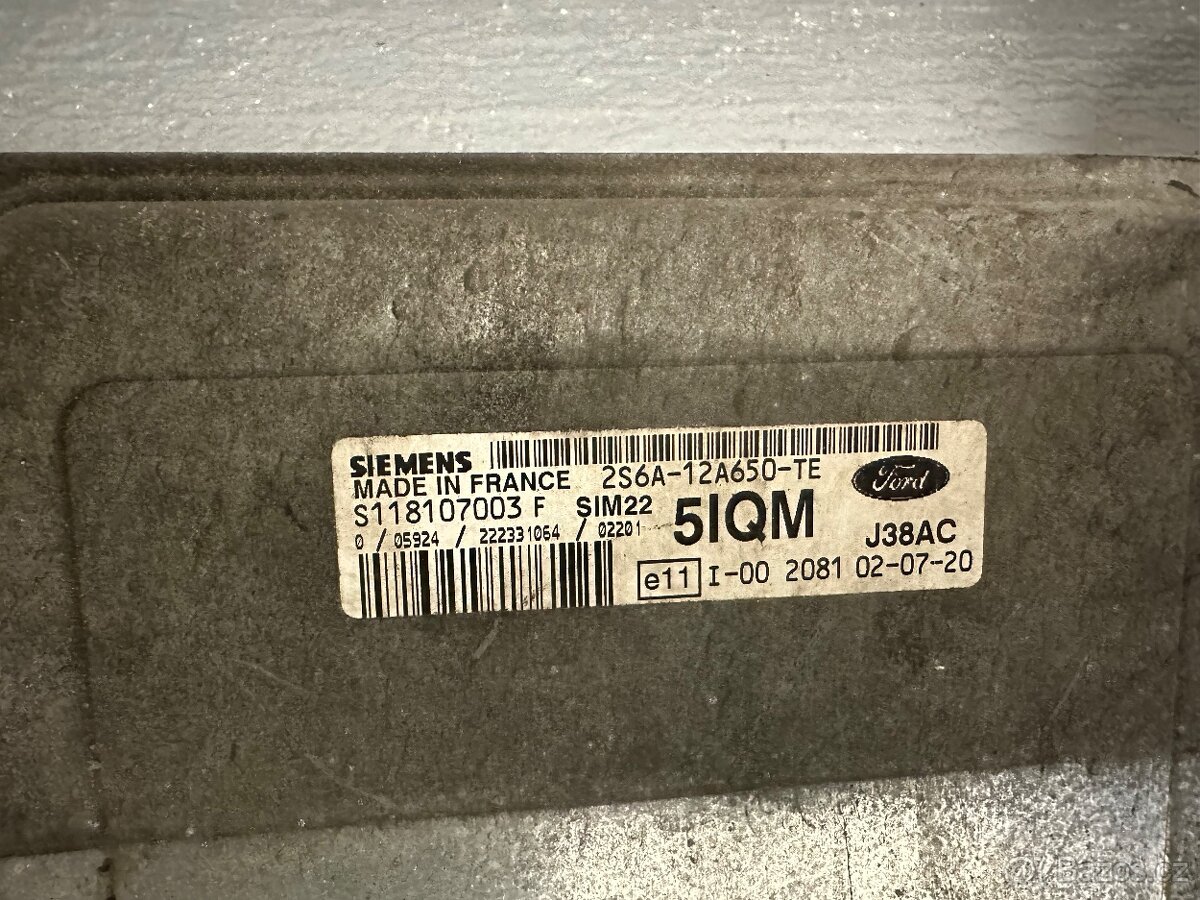 SIEMENS
MADE IN FRANCE 2S6A-12A650-TE
Ford
S118107003 F SIM22
5IQM J38AC
0 / 05924 / 222331064 / 02201
e11 I-00 2081 02-07-20
Bazos.cz